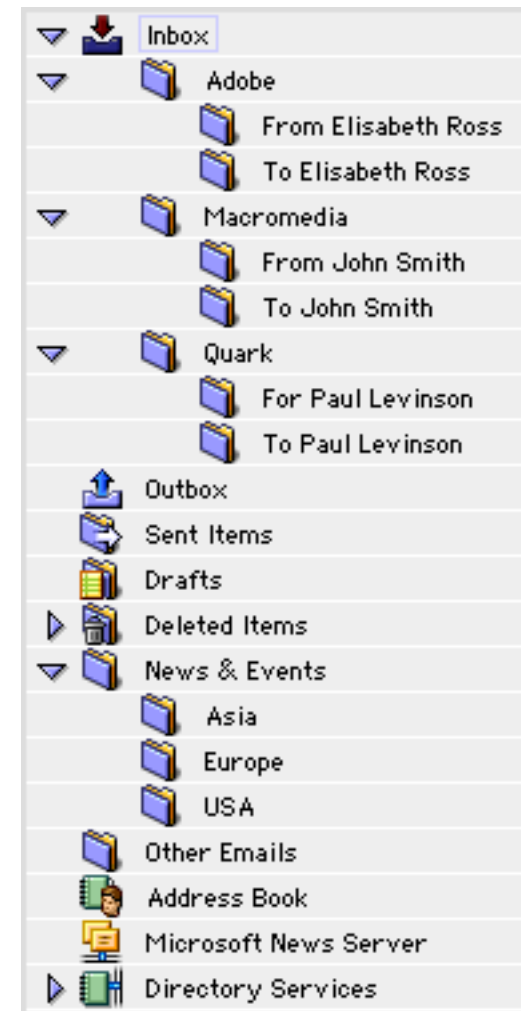 Inbox
Adobe
From Elisabeth Ross
To Elisabeth Ross
Macromedia
From John Smith
To John Smith
Quark
For Paul Levinson
To Paul Levinson
Outbox
Sent Items
Drafts
Deleted Items
News & Events
Asia
Europe
USA
Other Emails
Address Book
Microsoft News Server
Directory Services